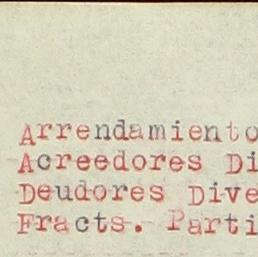 Arrendamiento
Acreedores Di
Deudores Dive
Fracts. Parti